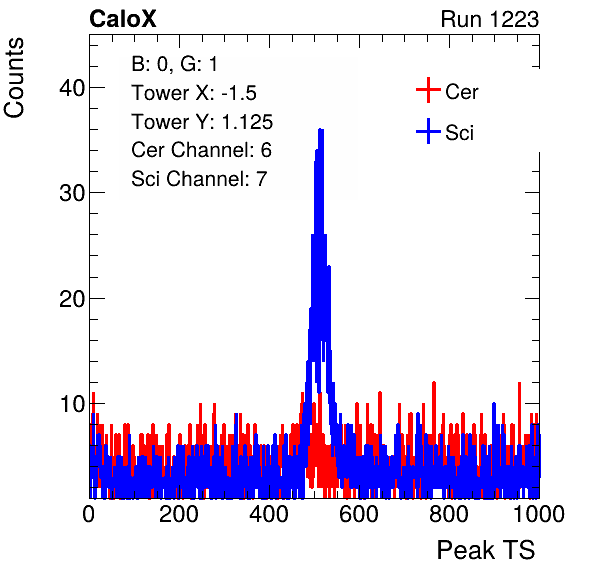 CaloX Run 1223
Counts
B: 0, G: 1
Tower X: -1.5
Tower Y: 1.125
Cer Channel: 6
Sci Channel: 7
Cer
Sci
40
30
20
10
0 200 400 600 800 1000
Peak TS